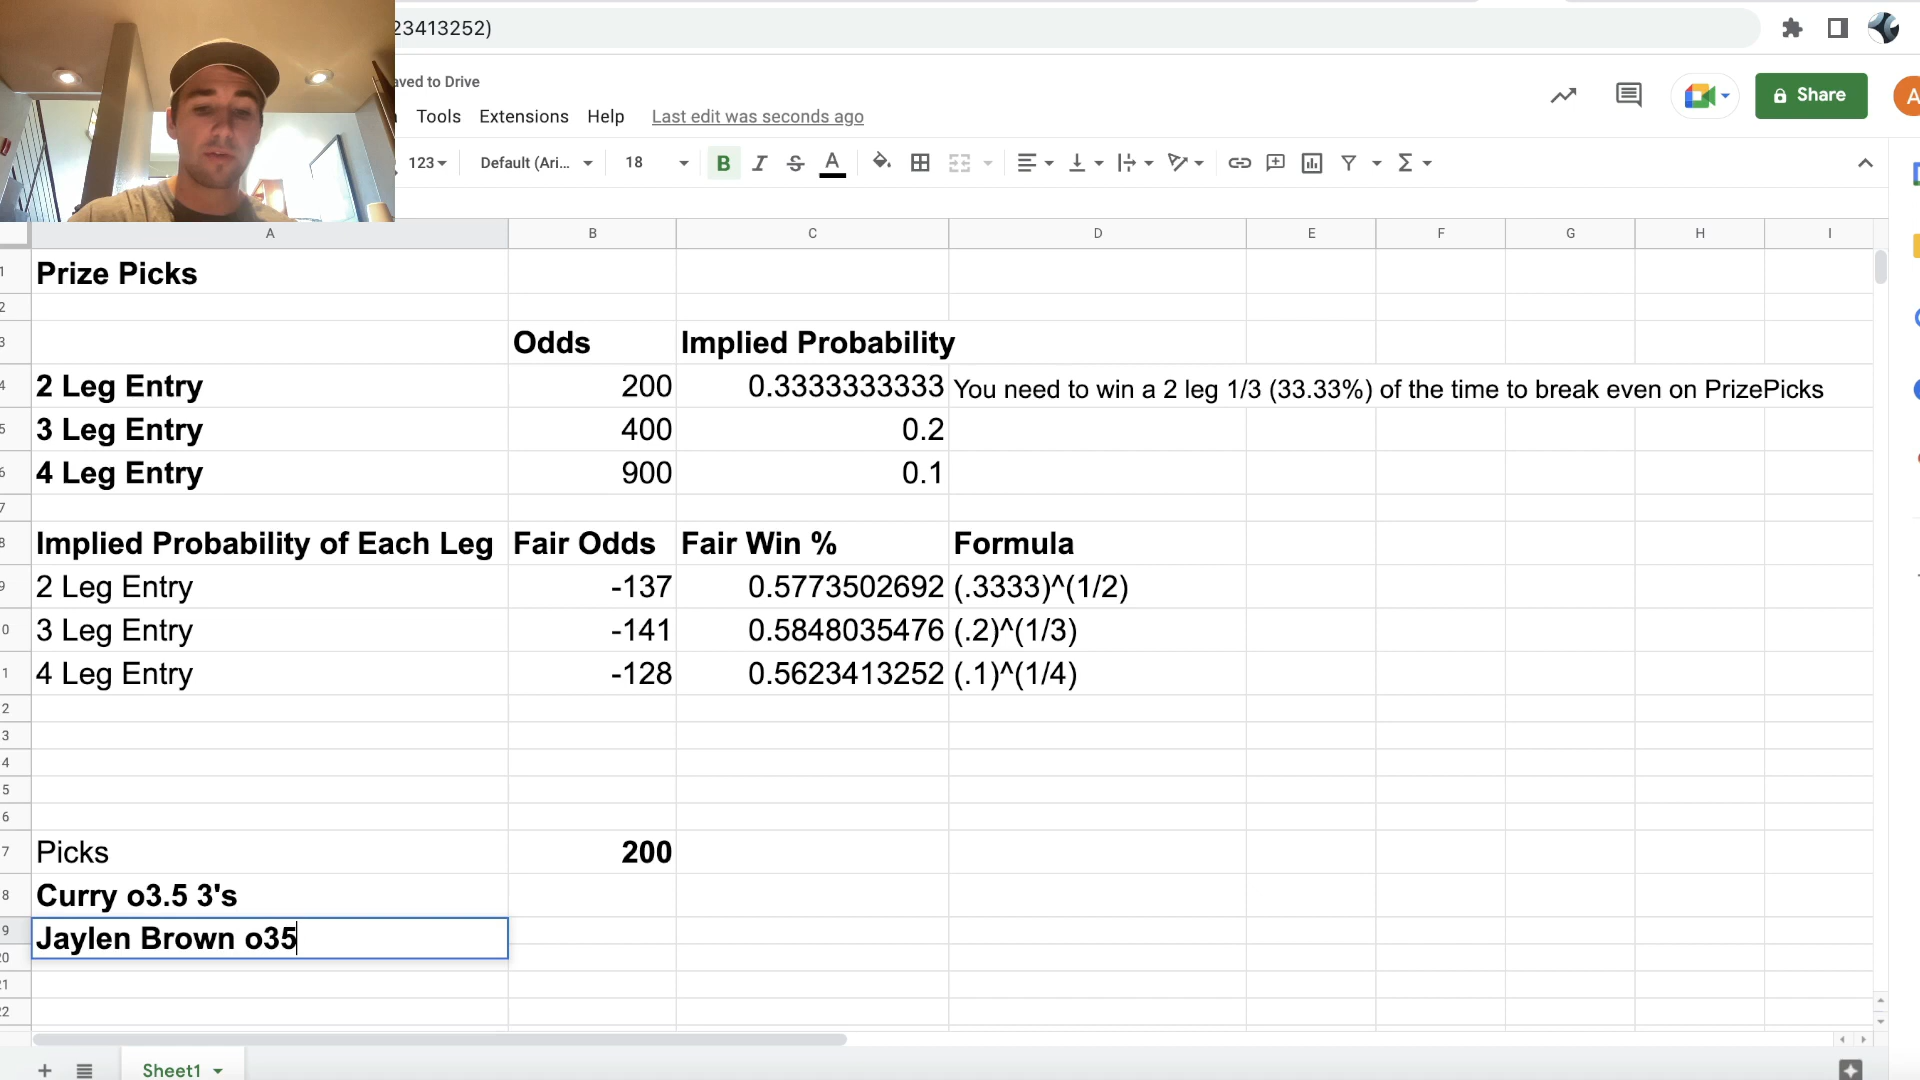 23413252)
aved to Drive
Tools Extensions Help Last edit was seconds ago
123 Default (Ari... 18 B I S A Σ
Share
A
A B C D E F G H I
1 Prize Picks
2
3 Odds Implied Probability
4 2 Leg Entry 200 0.3333333333 You need to win a 2 leg 1/3 (33.33%) of the time to break even on PrizePicks
5 3 Leg Entry 400 0.2
6 4 Leg Entry 900 0.1
7
8 Implied Probability of Each Leg Fair Odds Fair Win % Formula
9 2 Leg Entry -137 0.5773502692 (.3333)^(1/2)
0 3 Leg Entry -141 0.5848035476 (.2)^(1/3)
1 4 Leg Entry -128 0.5623413252 (.1)^(1/4)
2
3
4
5
6
7 Picks 200
8 Curry o3.5 3's
9 Jaylen Brown o35
20
21
22
Sheet1